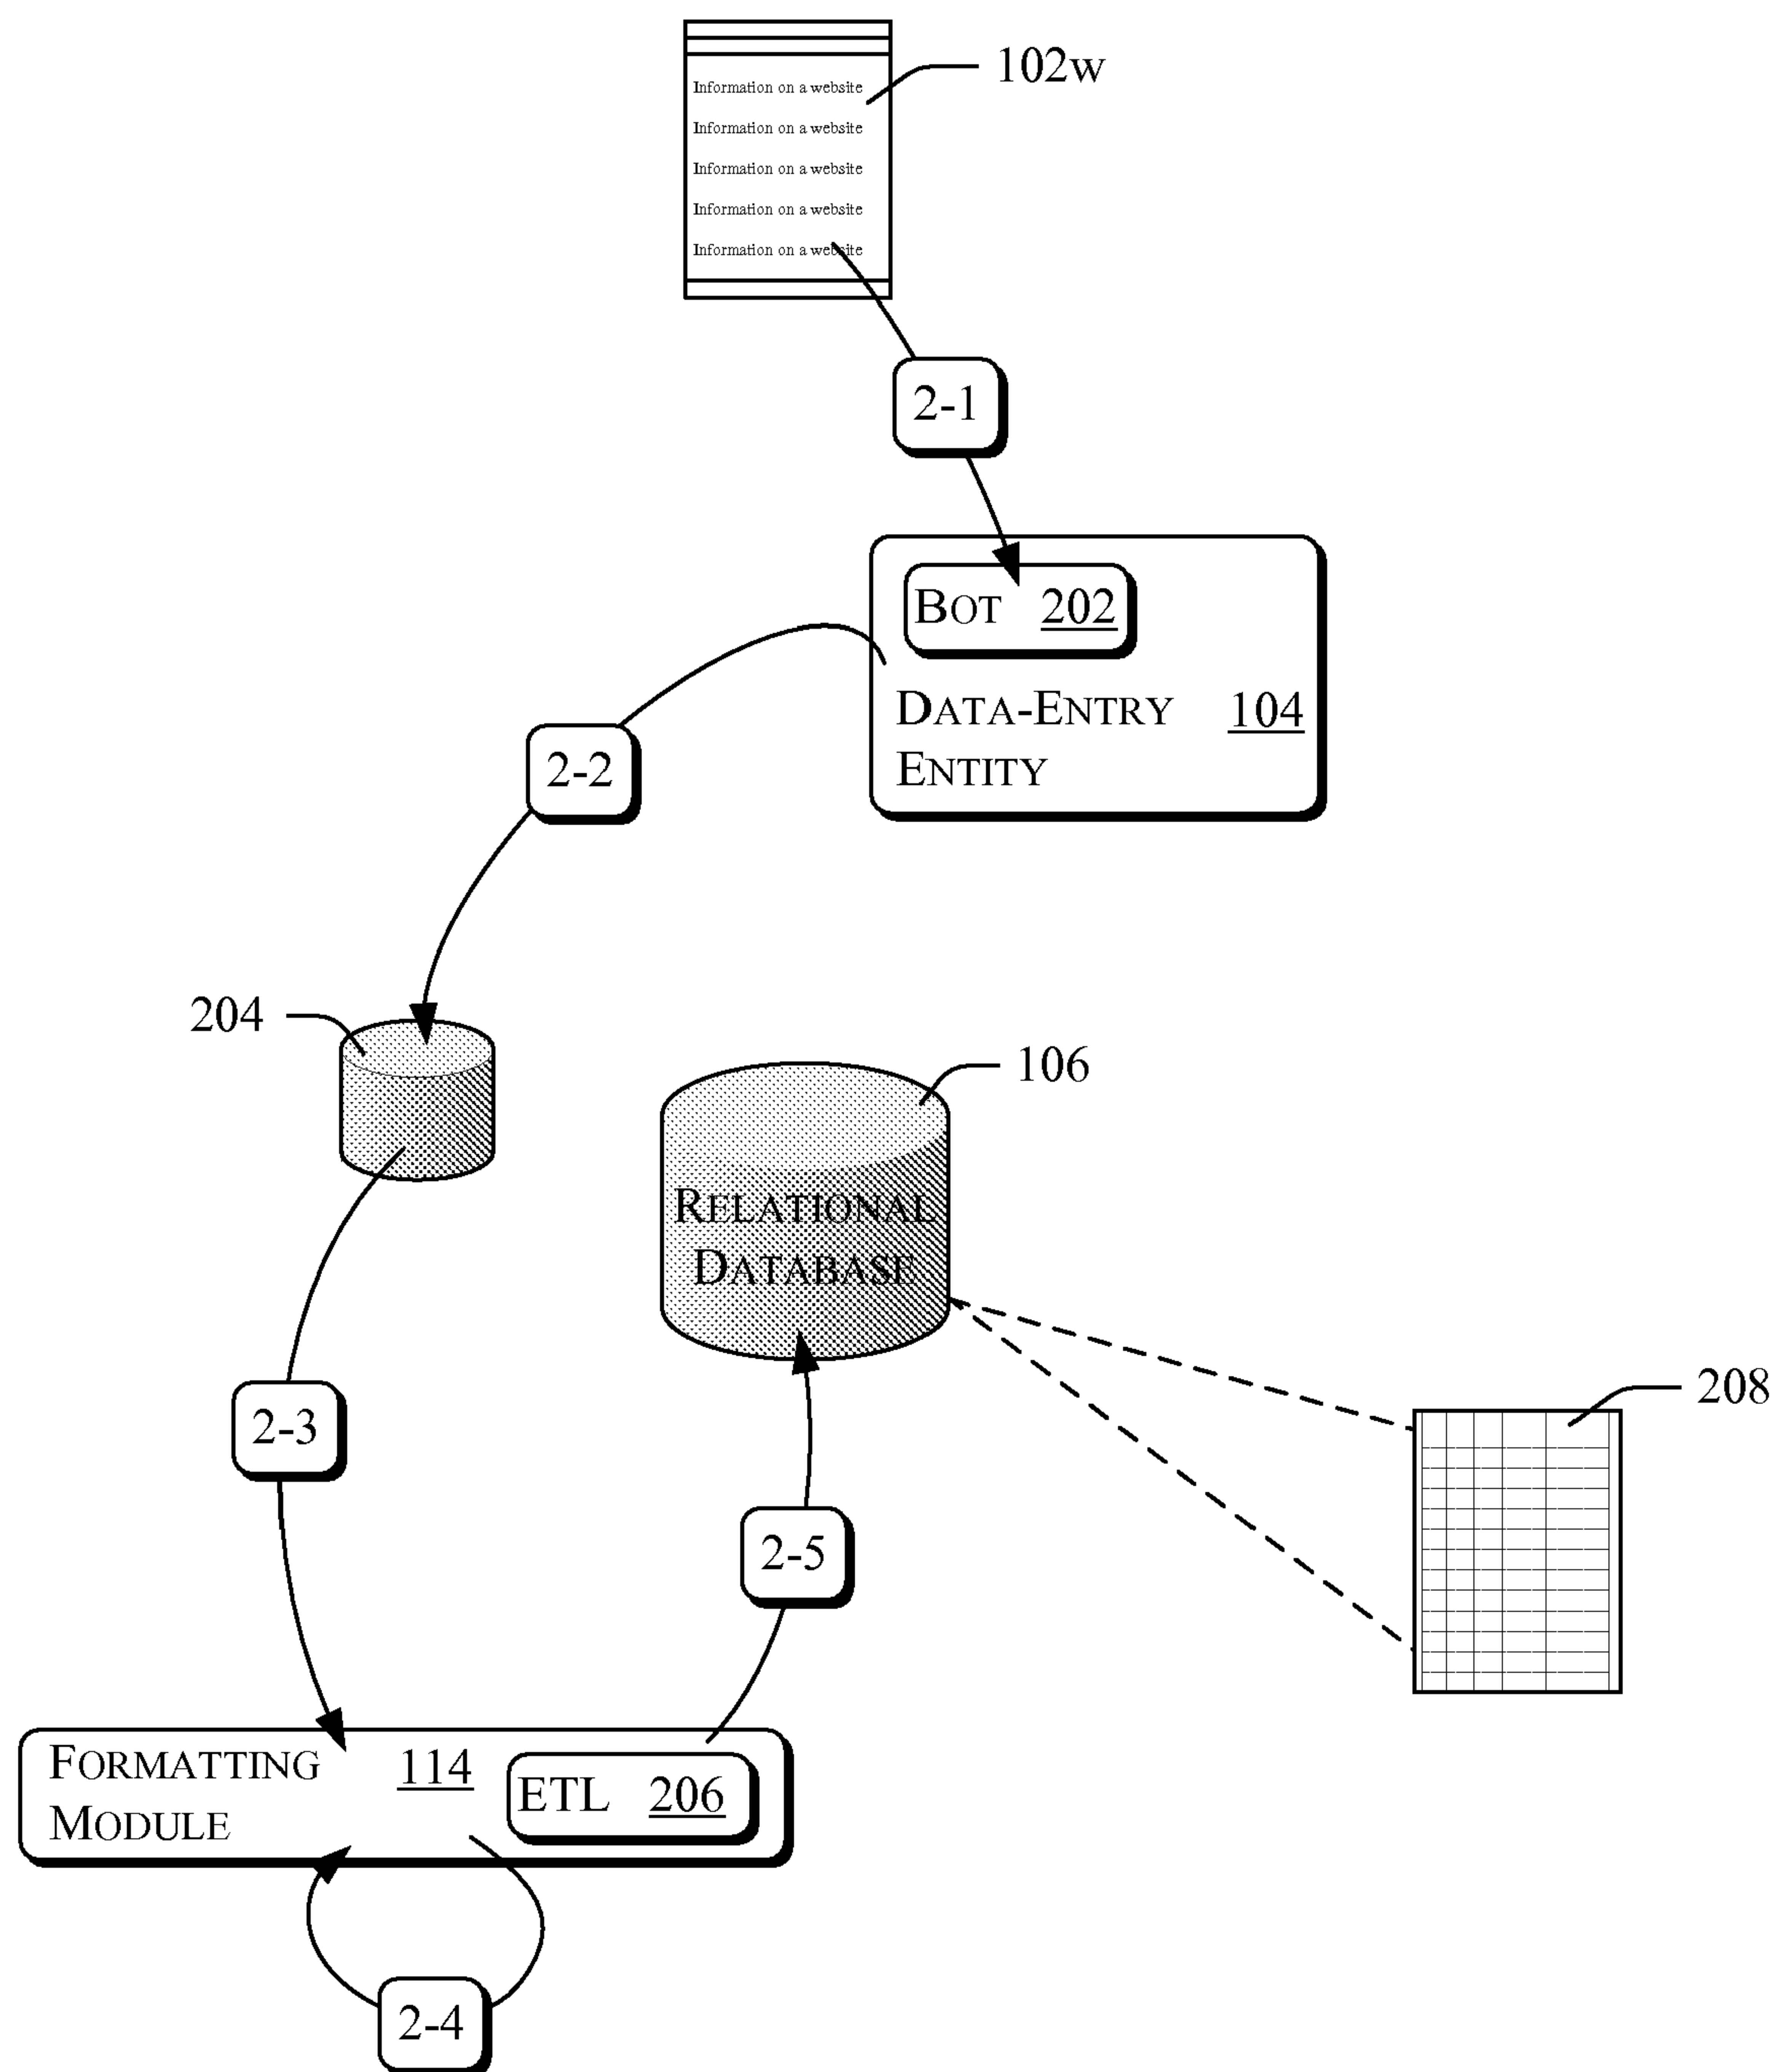 102w
Information on a website
Information on a website
Information on a website
Information on a website
Information on a website
2-1
BOT 202
DATA-ENTRY 104
ENTITY
2-2
204
106
RELATIONAL
DATABASE
208
2-3
2-5
FORMATTING 114
MODULE
ETL 206
2-4